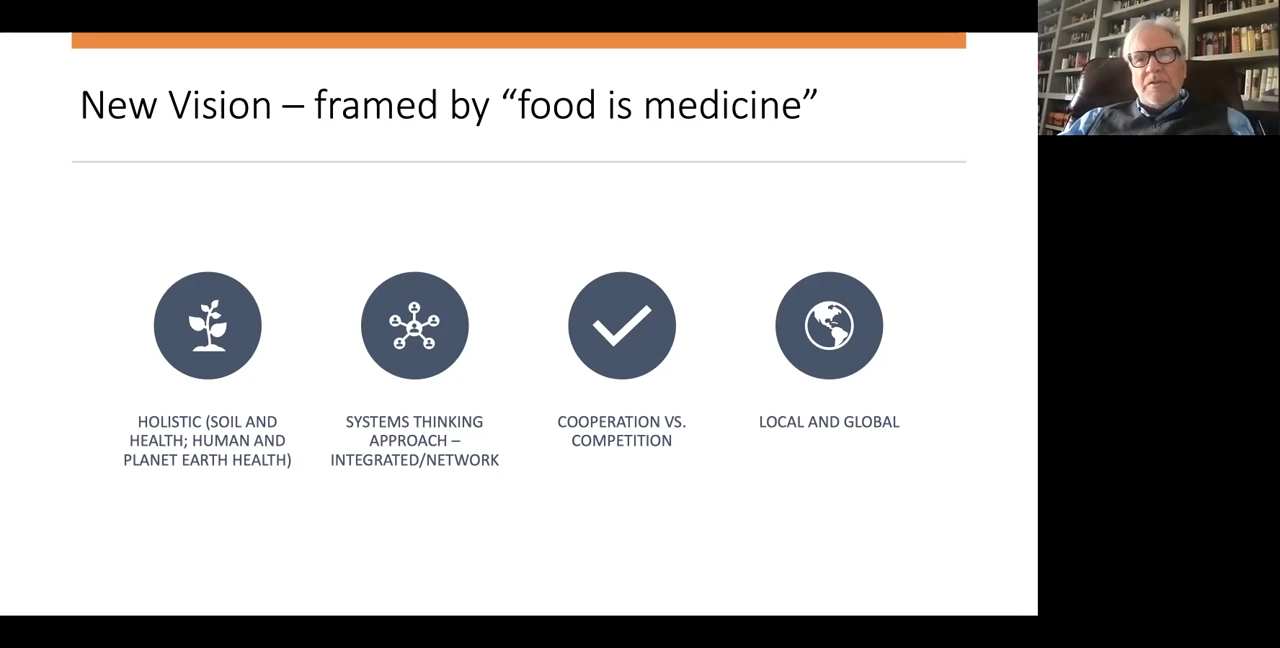 New Vision – framed by “food is medicine”
HOLISTIC (SOIL AND
HEALTH; HUMAN AND
PLANET EARTH HEALTH)
SYSTEMS THINKING
APPROACH –
INTEGRATED/NETWORK
COOPERATION VS.
COMPETITION
LOCAL AND GLOBAL